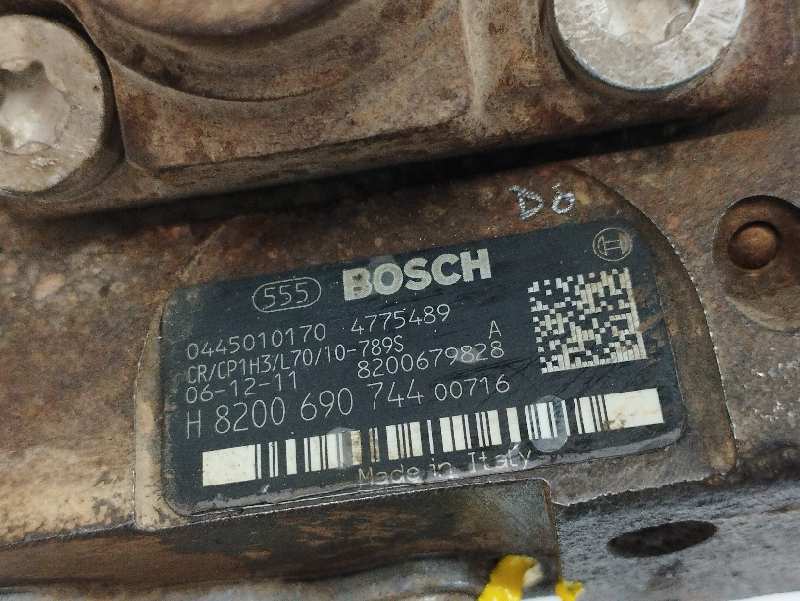 D6
555 BOSCH
0445010170 4775489
CR/CP1H3/L70/10-789S A
06-12-11 8200679828
H 8200 690 744 00716
Made in Italy